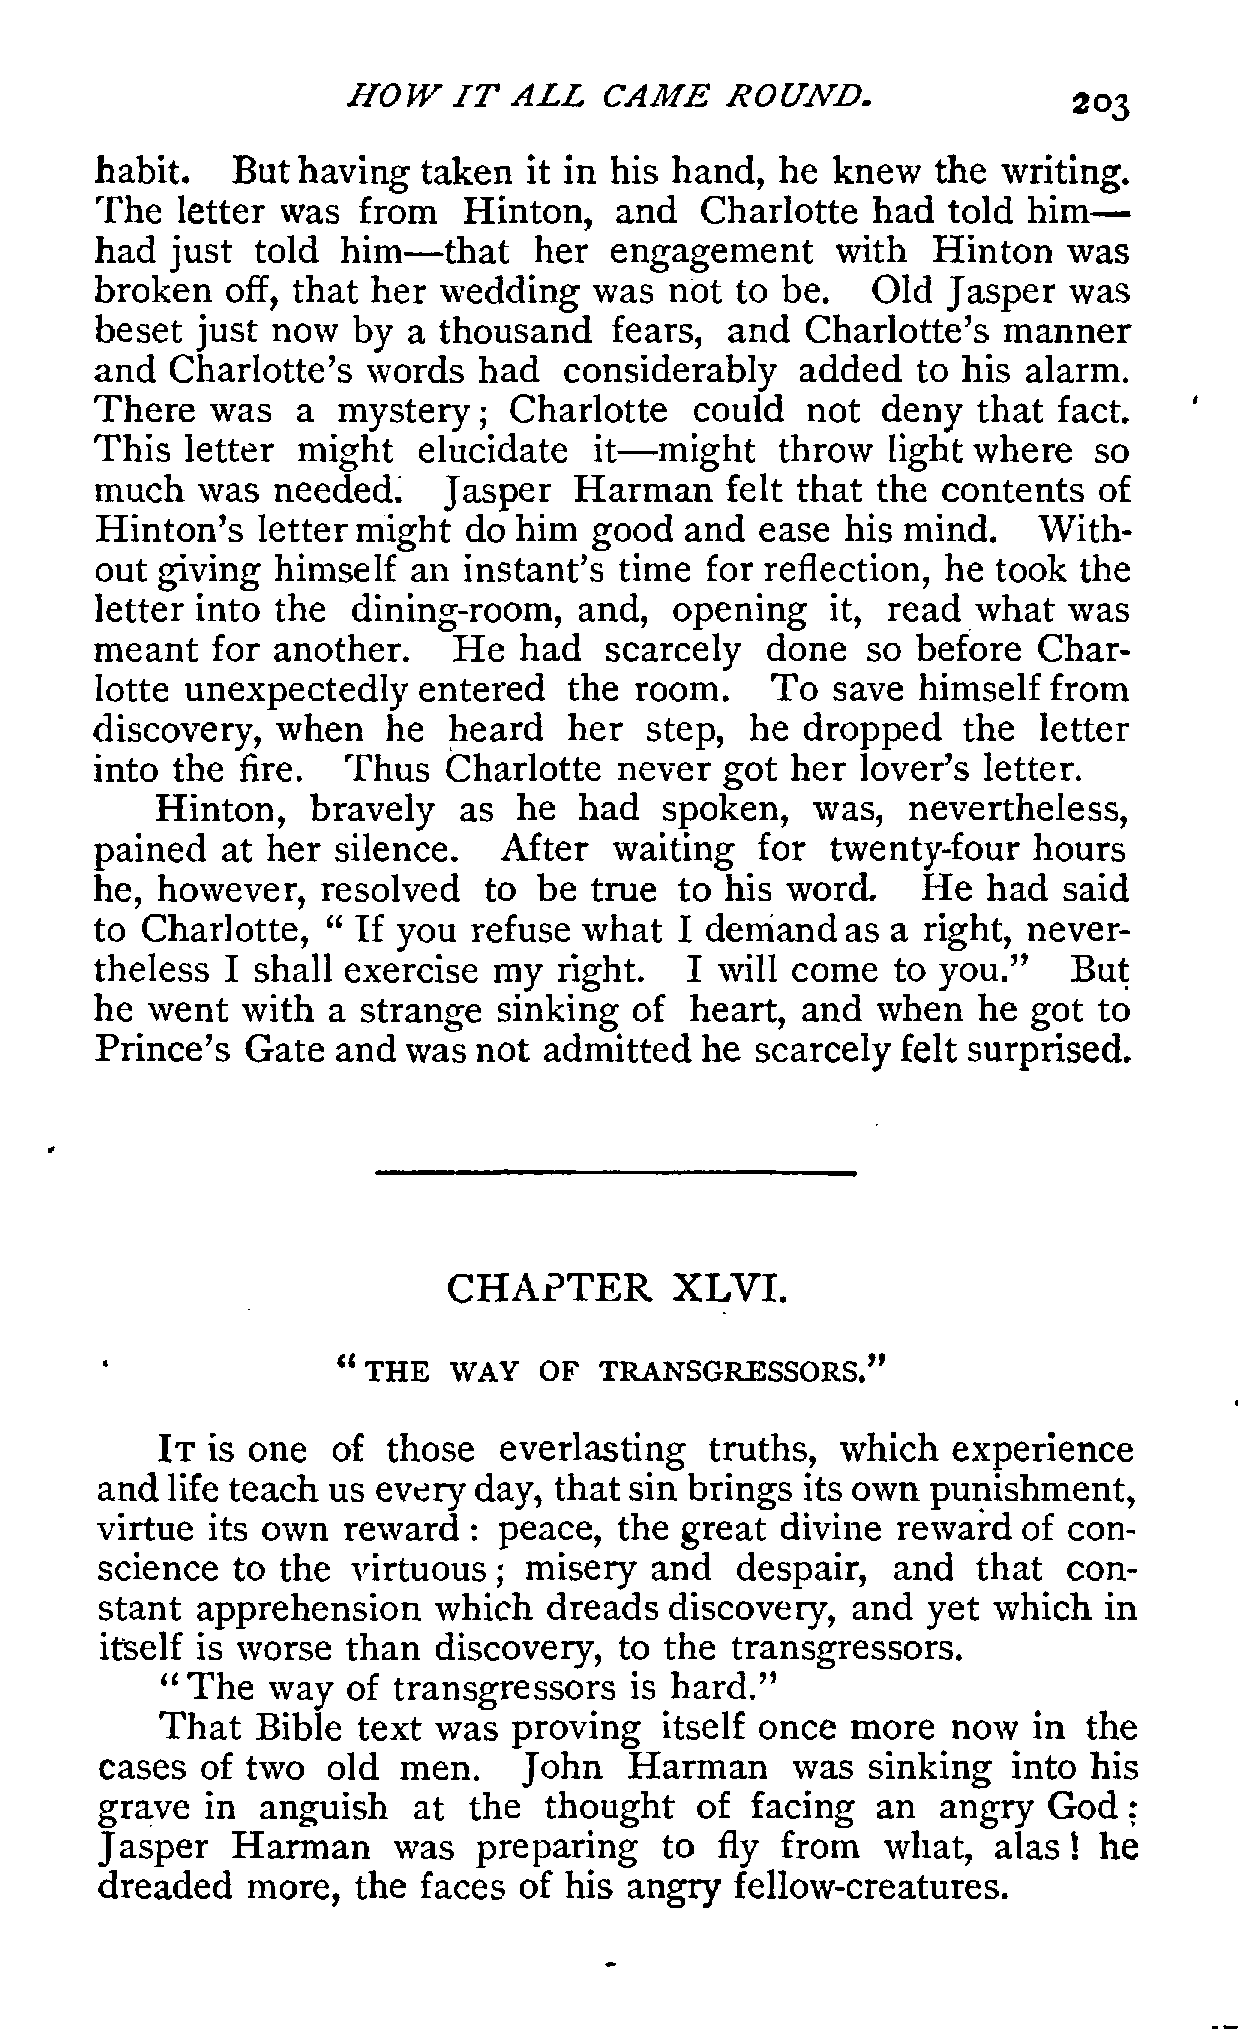 HOW IT ALL CAME ROUND. 203
habit. But having taken it in his hand, he knew the writing.
The letter was from Hinton, and Charlotte had told him—
had just told him—that her engagement with Hinton was
broken off, that her wedding was not to be. Old Jasper was
beset just now by a thousand fears, and Charlotte's manner
and Charlotte's words had considerably added to his alarm.
There was a mystery; Charlotte could not deny that fact.
This letter might elucidate it—might throw light where so
much was needed. Jasper Harman felt that the contents of
Hinton's letter might do him good and ease his mind. With-
out giving himself an instant's time for reflection, he took the
letter into the dining-room, and, opening it, read what was
meant for another. He had scarcely done so before Char-
lotte unexpectedly entered the room. To save himself from
discovery, when he heard her step, he dropped the letter
into the fire. Thus Charlotte never got her lover's letter.
Hinton, bravely as he had spoken, was, nevertheless,
pained at her silence. After waiting for twenty-four hours
he, however, resolved to be true to his word. He had said
to Charlotte, "If you refuse what I demand as a right, never-
theless I shall exercise my right. I will come to you." But
he went with a strange sinking of heart, and when he got to
Prince's Gate and was not admitted he scarcely felt surprised.
CHAPTER XLVI.
"THE WAY OF TRANSGRESSORS."
IT is one of those everlasting truths, which experience
and life teach us every day, that sin brings its own punishment,
virtue its own reward: peace, the great divine reward of con-
science to the virtuous; misery and despair, and that con-
stant apprehension which dreads discovery, and yet which in
itself is worse than discovery, to the transgressors.
"The way of transgressors is hard."
That Bible text was proving itself once more now in the
cases of two old men. John Harman was sinking into his
grave in anguish at the thought of facing an angry God;
Jasper Harman was preparing to fly from what, alas! he
dreaded more, the faces of his angry fellow-creatures.